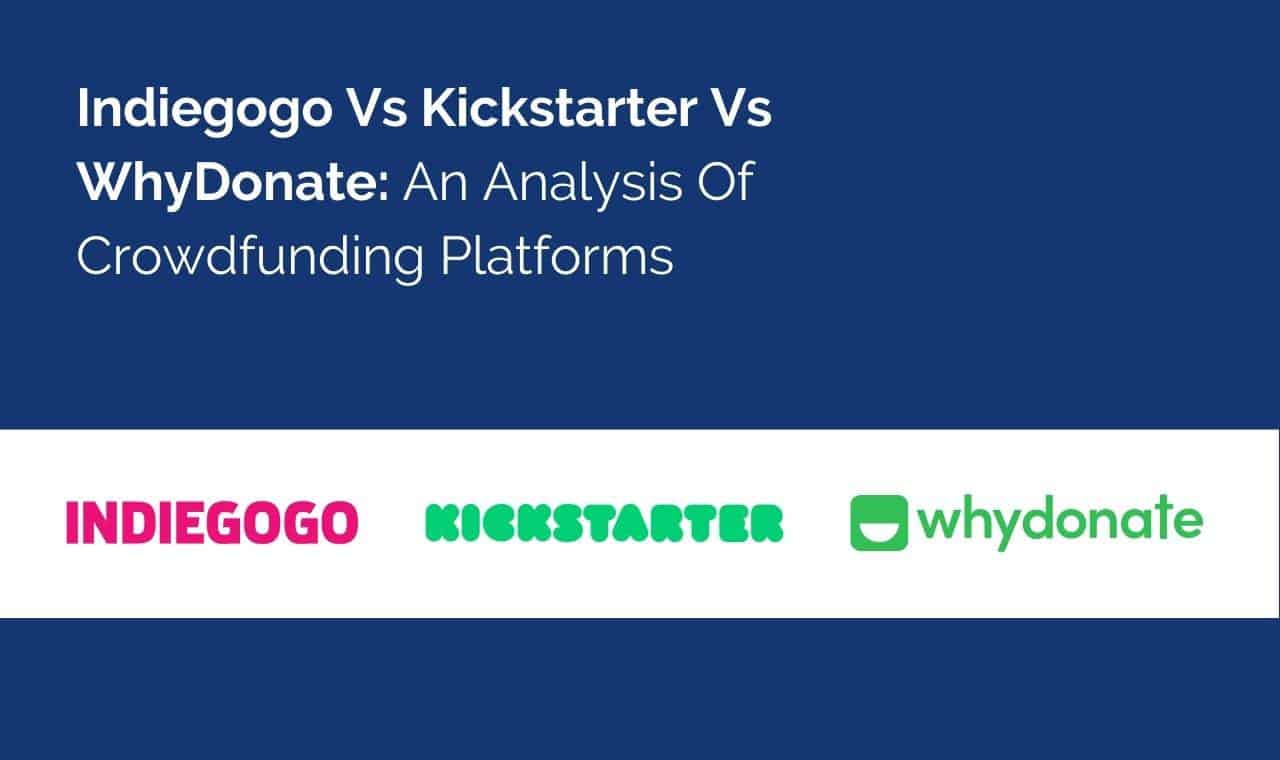 Indiegogo Vs Kickstarter Vs
WhyDonate: An Analysis Of
Crowdfunding Platforms
INDIEGOGO
KICKSTARTER
whydonate